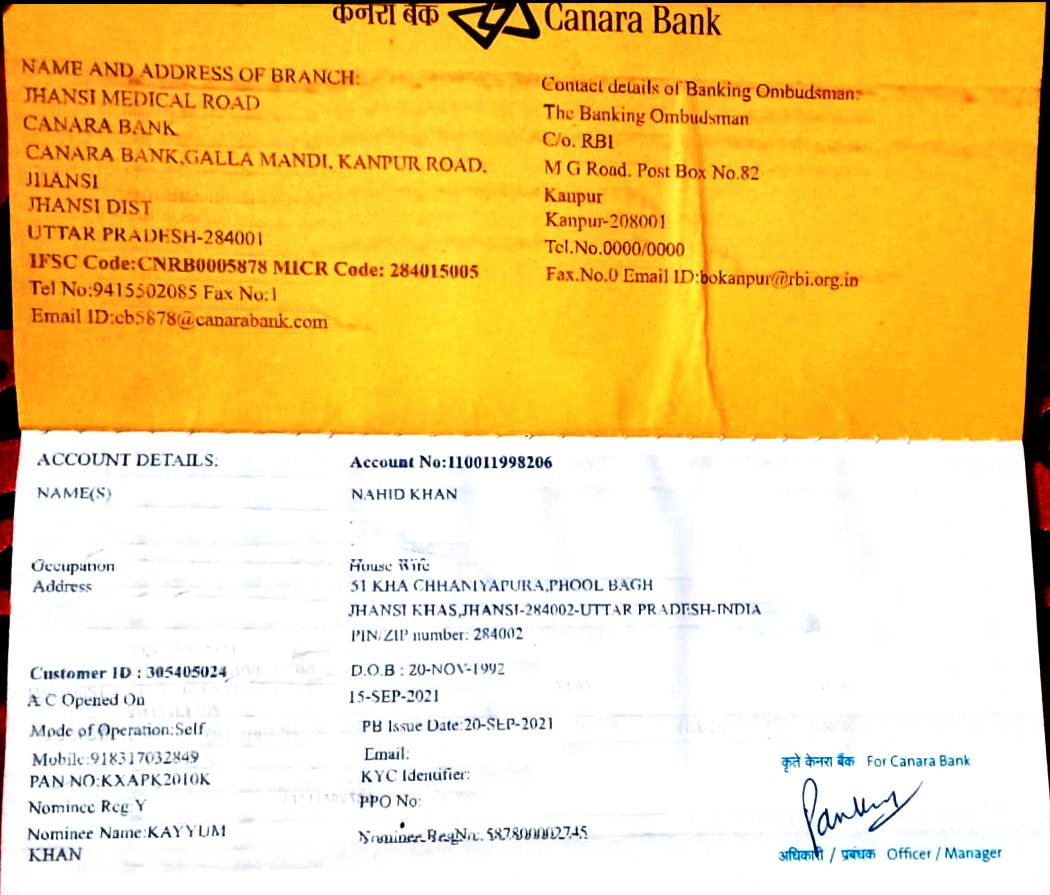 केनरा बैंक Canara Bank
NAME AND ADDRESS OF BRANCH:
JHANSI MEDICAL ROAD
CANARA BANK
CANARA BANK,GALLA MANDI, KANPUR ROAD.
JHANSI
JHANSI DIST
UTTAR PRADESH-284001
IFSC Code:CNRB0005878 MICR Code: 284015005
Tel No:9415502085 Fax No:1
Email ID:cb5878@canarabank.com
Contact details of Banking Ombudsman:
The Banking Ombudsman
C/o. RBI
M G Road. Post Box No.82
Kanpur
Kanpur-208001
Tel.No.0000/0000
Fax.No.0 Email ID:bokanpur@rbi.org.in
ACCOUNT DETAILS: Account No:110011998206
NAME(S) NAHID KHAN
Occupation House Wife
Address 51 KHA CHHANIYAPURA,PHOOL BAGH
JHANSI KHAS,JHANSI-284002-UTTAR PRADESH-INDIA
PIN/ZIP number: 284002
Customer ID : 305405024 D.O.B : 20-NOV-1992
A C Opened On 15-SEP-2021
Mode of Operation:Self PB Issue Date:20-SEP-2021
Mobile:918317032849 Email:
PAN NO:KXAPK2010K KYC Identifier:
Nominee Reg:Y PPO No:
Nominee Name:KAYYUM Nominee RegNo. 587800002745
KHAN
कृते केनरा बैंक For Canara Bank
Pankaj
अधिकारी / प्रबंधक Officer / Manager